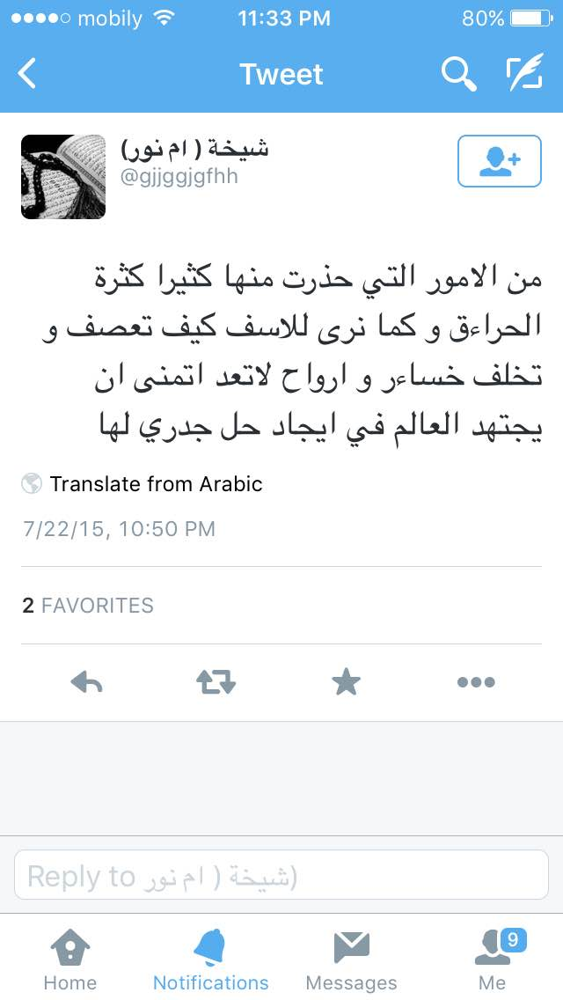 mobily 11:33 PM 80%
Tweet
شيخة ( ام نور)
@gjjggjgfhh
من الامور التي حذرت منها كثيرا كثرة
الحراءق و كما نرى للاسف كيف تعصف و
تخلف خساءر و ارواح لاتعد اتمنى ان
يجتهد العالم في ايجاد حل جدري لها
Translate from Arabic
7/22/15, 10:50 PM
2 FAVORITES
Reply to شيخة ( ام نور)
9
Home Notifications Messages Me